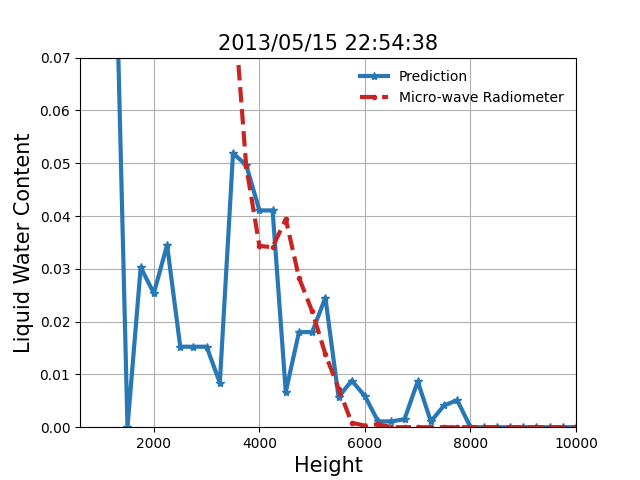 2013/05/15 22:54:38
Prediction
Micro-wave Radiometer
Liquid Water Content
0.07
0.06
0.05
0.04
0.03
0.02
0.01
0.00
2000 4000 6000 8000 10000
Height